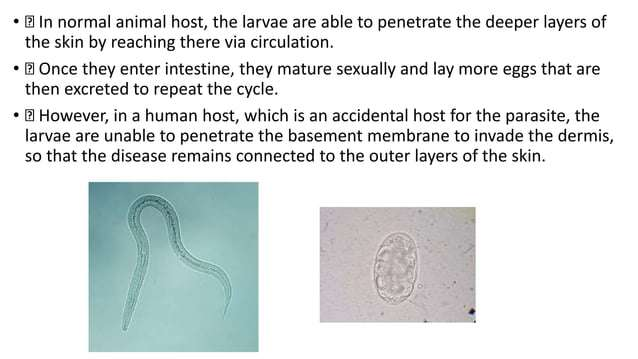 • ⍰ In normal animal host, the larvae are able to penetrate the deeper layers of
the skin by reaching there via circulation.
• ⍰ Once they enter intestine, they mature sexually and lay more eggs that are
then excreted to repeat the cycle.
• ⍰ However, in a human host, which is an accidental host for the parasite, the
larvae are unable to penetrate the basement membrane to invade the dermis,
so that the disease remains connected to the outer layers of the skin.